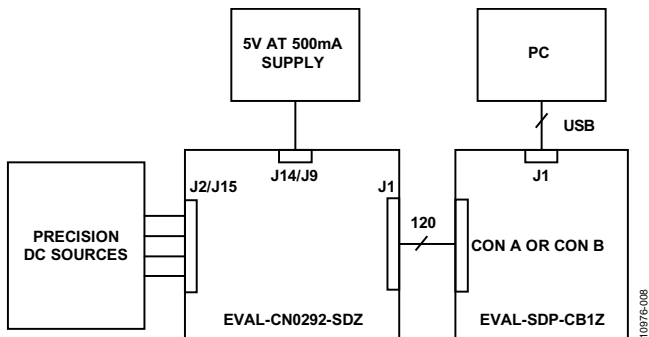 5V AT 500mA
SUPPLY
PC
USB
J14/J9
J1
J2/J15
J1
120
PRECISION
DC SOURCES
CON A OR CON B
EVAL-CN0292-SDZ
EVAL-SDP-CB1Z
10976-008